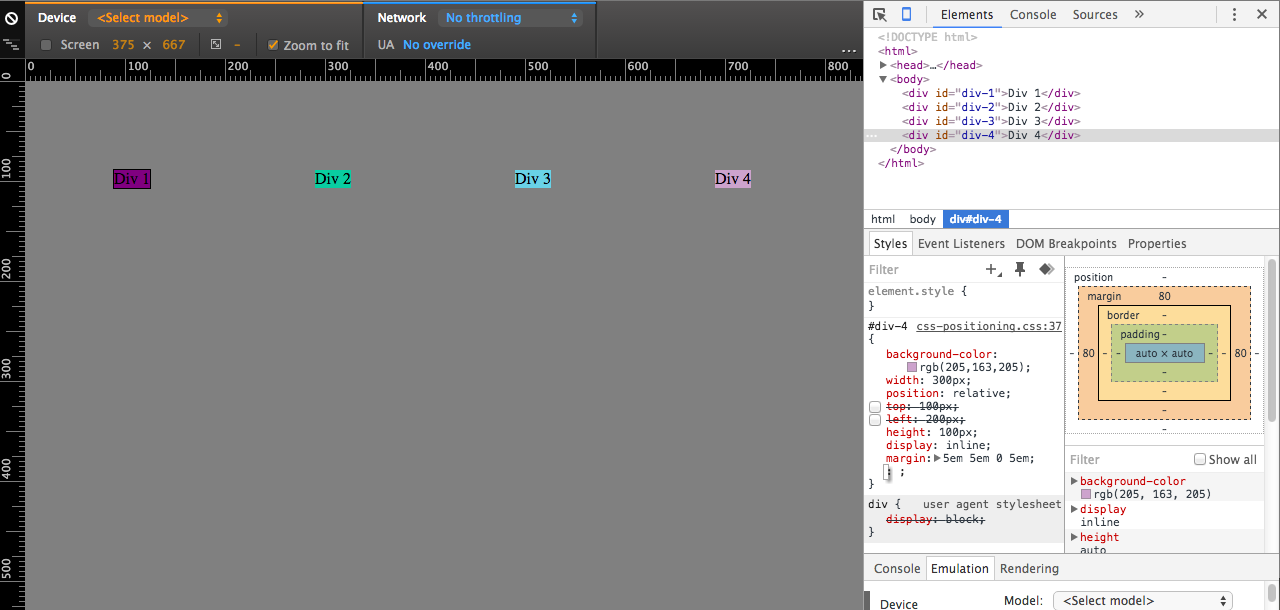 Device <Select model> Network No throttling
Screen 375 × 667 – Zoom to fit UA No override ...
0 100 200 300 400 500 600 700 800
0
100
200
300
400
500
Div 1 Div 2 Div 3 Div 4
Elements Console Sources »
<!DOCTYPE html>
<html>
<head>…</head>
<body>
<div id="div-1">Div 1</div>
<div id="div-2">Div 2</div>
<div id="div-3">Div 3</div>
<div id="div-4">Div 4</div>
</body>
</html>
html body div#div-4
Styles Event Listeners DOM Breakpoints Properties
Filter
element.style {
}
#div-4 css-positioning.css:37
{
background-color:
rgb(205,163,205);
width: 300px;
position: relative;
top: 100px;
left: 200px;
height: 100px;
display: inline;
margin: 5em 5em 0 5em;
: ;
}
div { user agent stylesheet
display: block;
}
position –
margin 80
border –
padding –
– 80 – – auto × auto – – 80 –
–
–
–
–
Filter Show all
background-color
rgb(205, 163, 205)
display
inline
height
auto
Console Emulation Rendering
Device Model: <Select model>